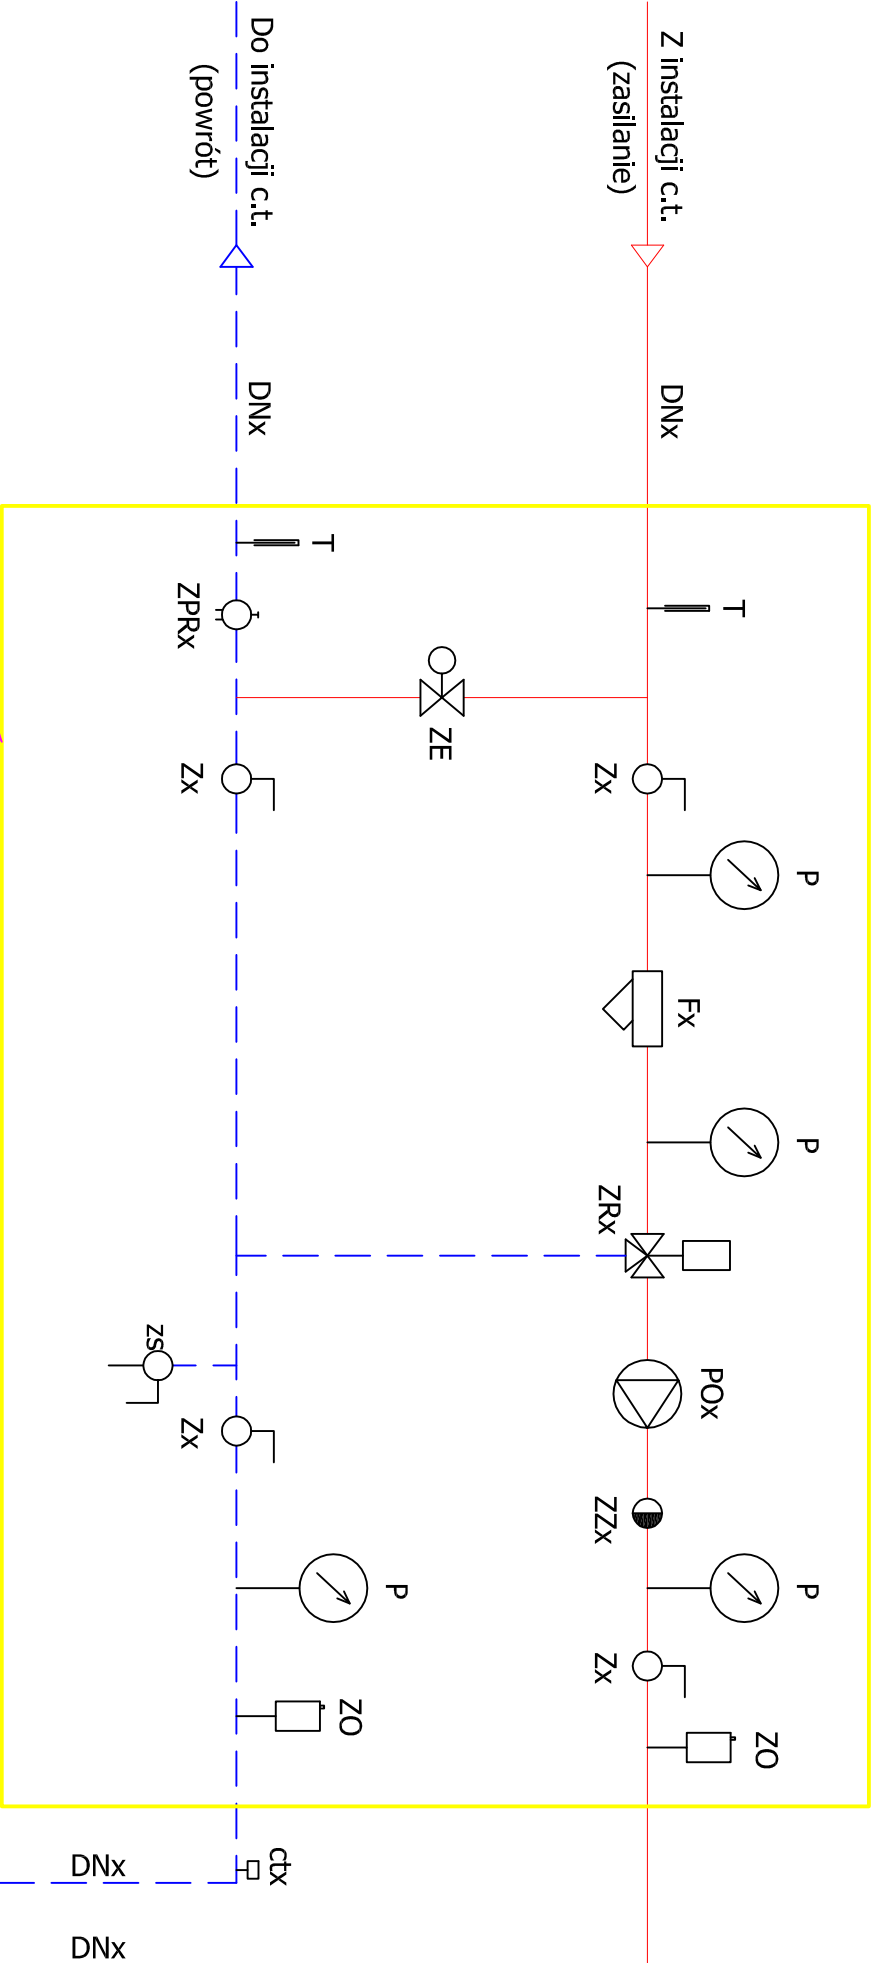 Do instalacji c.t.
(powrót)
Z instalacji c.t.
(zasilanie)
DNx
DNx
T
T
ZPRx
ZE
Zx
Zx
P
Fx
P
ZRx
zs
POx
Zx
ZZx
P
P
Zx
ZO
ZO
ctx
DNx
DNx